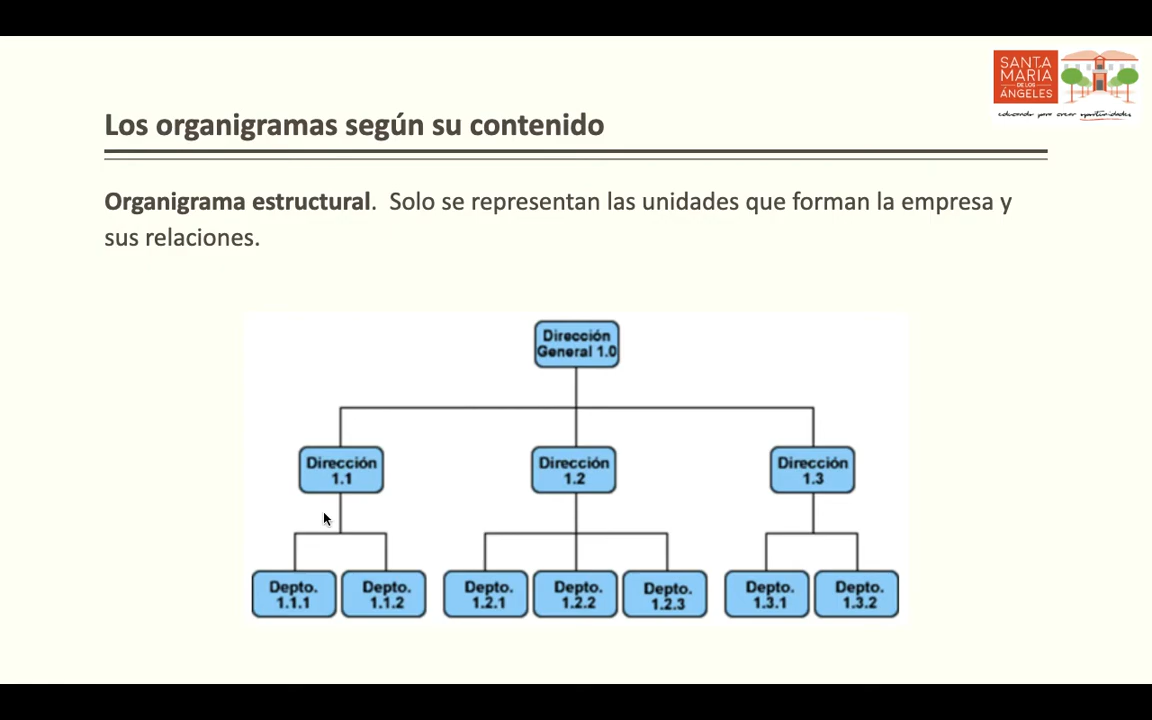 SANTA
MARIA
DE LOS
ÁNGELES
educando para crear oportunidades
Los organigramas según su contenido
Organigrama estructural. Solo se representan las unidades que forman la empresa y
sus relaciones.
Dirección
General 1.0
Dirección
1.1
Dirección
1.2
Dirección
1.3
Depto.
1.1.1
Depto.
1.1.2
Depto.
1.2.1
Depto.
1.2.2
Depto.
1.2.3
Depto.
1.3.1
Depto.
1.3.2